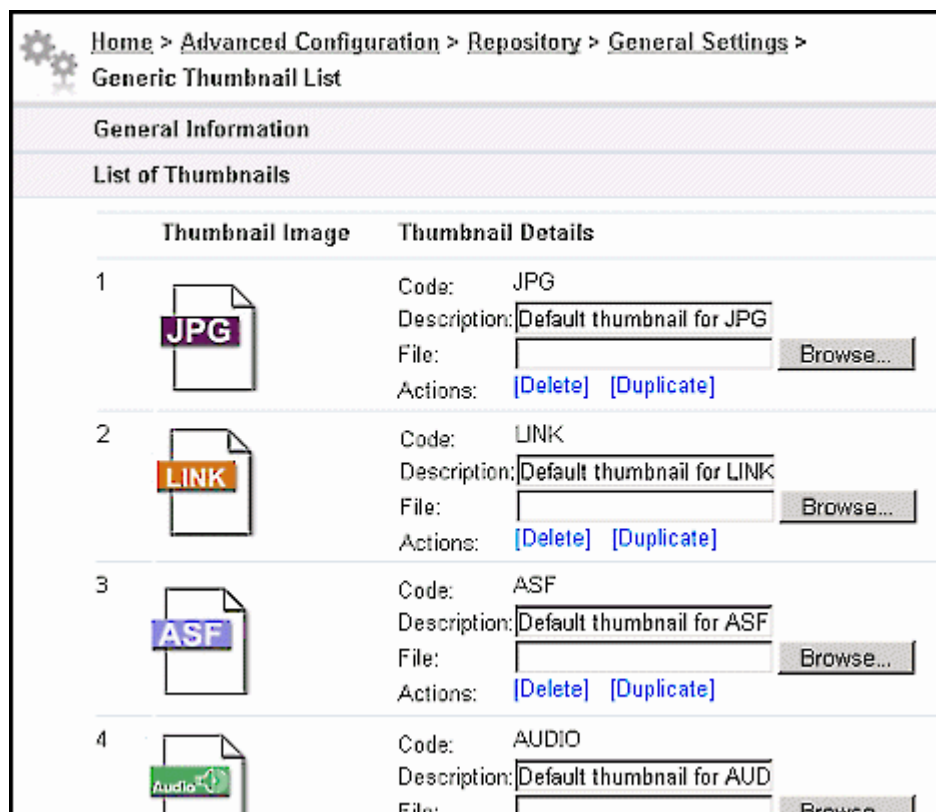 Home > Advanced Configuration > Repository > General Settings >
Generic Thumbnail List
General Information
List of Thumbnails
Thumbnail Image Thumbnail Details
1
JPG
Code: JPG
Description: Default thumbnail for JPG
File: Browse...
Actions: [Delete] [Duplicate]
2
LINK
Code: LINK
Description: Default thumbnail for LINK
File: Browse...
Actions: [Delete] [Duplicate]
3
ASF
Code: ASF
Description: Default thumbnail for ASF
File: Browse...
Actions: [Delete] [Duplicate]
4
Audio
Code: AUDIO
Description: Default thumbnail for AUD
File: Browse...